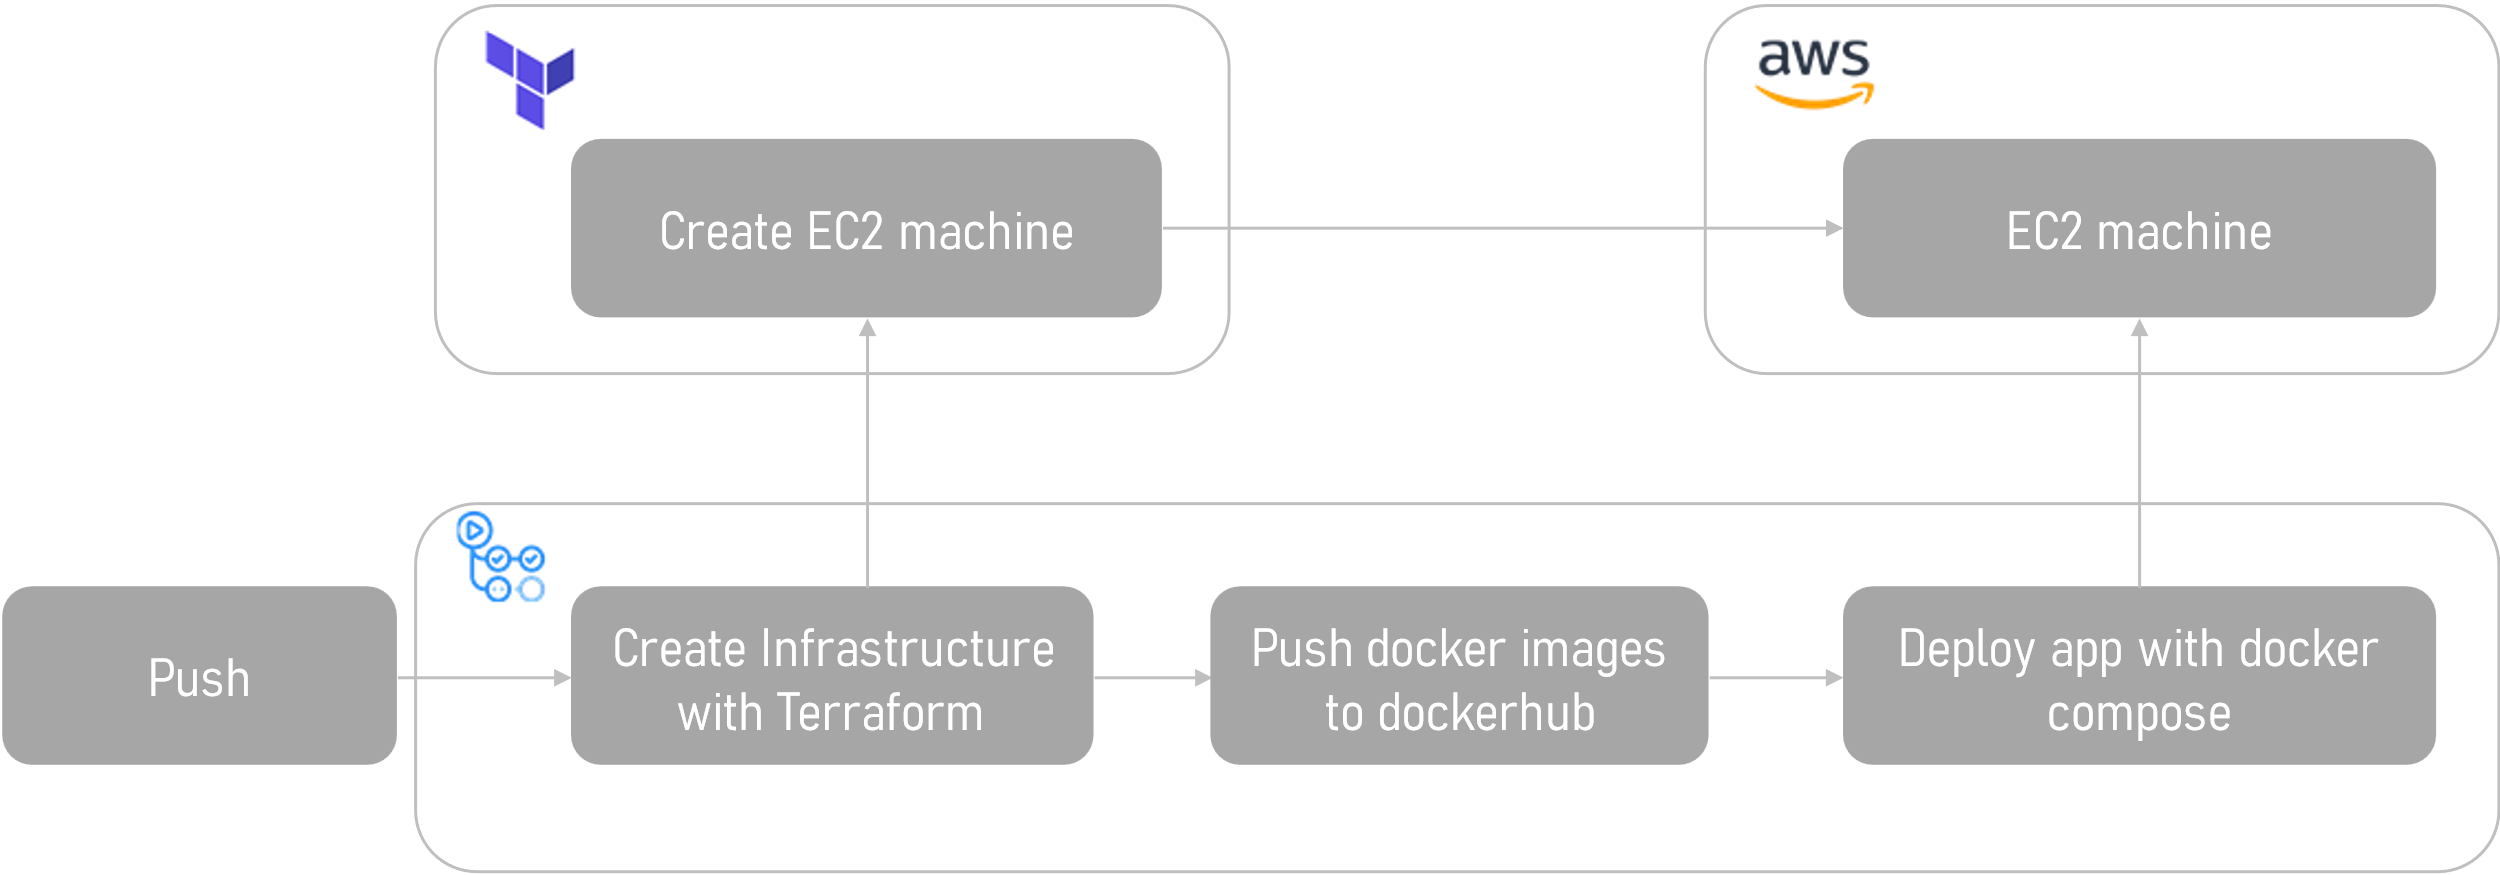 aws
Create EC2 machine
EC2 machine
Push
Create Infrastructure
with Terraform
Push docker images
to dockerhub
Deploy app with docker
compose